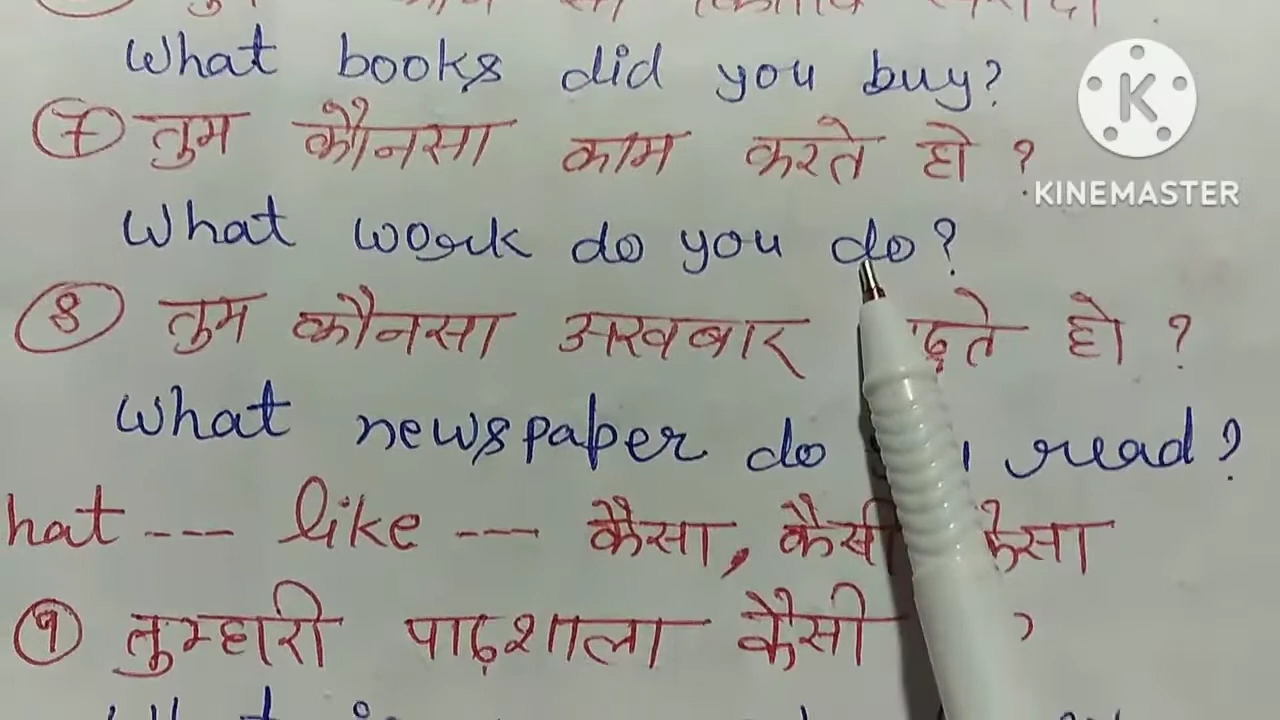 What books did you buy?
7 तुम कौनसा काम करते हो ?
What work do you do?
8 तुम कौनसा अखबार ढ़ते हो ?
What newspaper do read?
hat --- like --- कैसा, कैसी कैसा
9 तुम्हारी पाढ़शाला कैसी ?
K
KINEMASTER